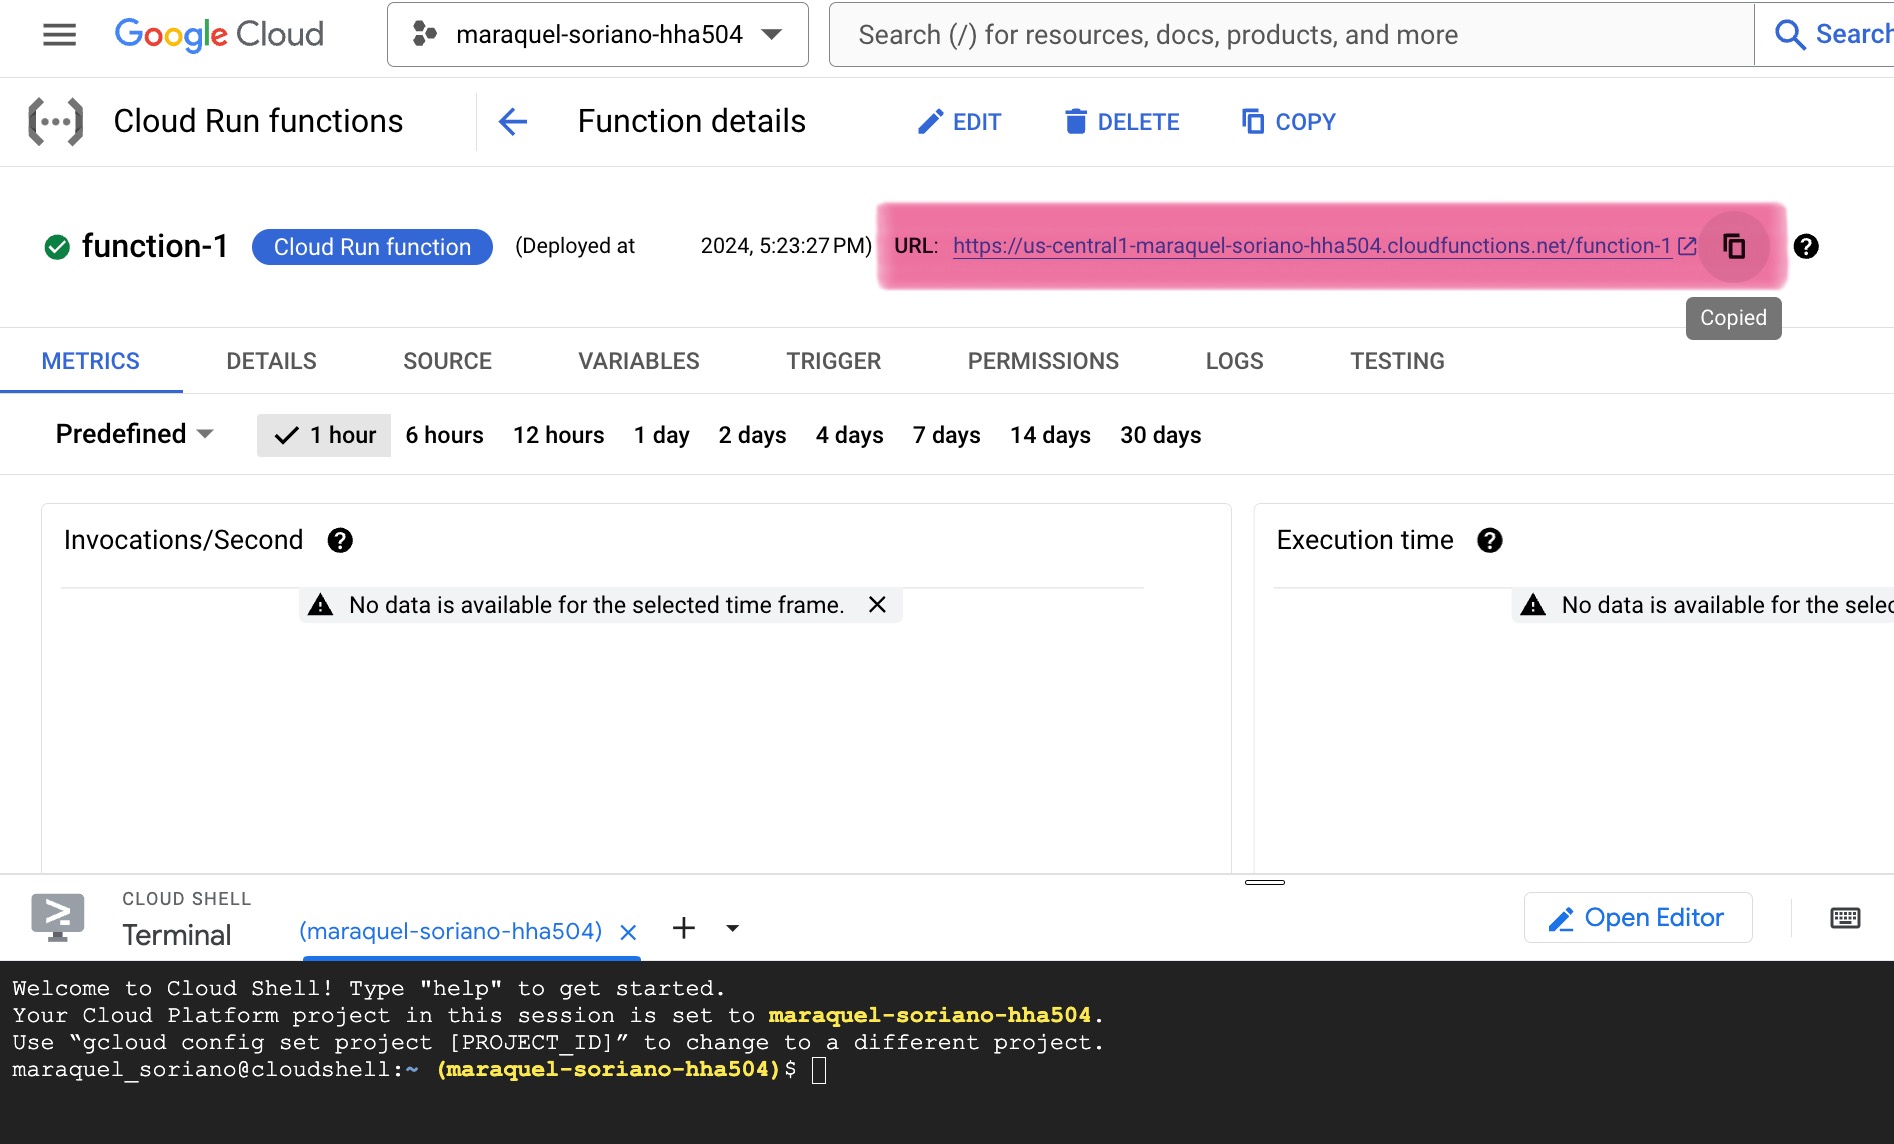 Google Cloud maraquel-soriano-hha504 Search (/) for resources, docs, products, and more Search
Cloud Run functions Function details EDIT DELETE COPY
function-1 Cloud Run function (Deployed at 2024, 5:23:27 PM) URL: https://us-central1-maraquel-soriano-hha504.cloudfunctions.net/function-1
Copied
METRICS DETAILS SOURCE VARIABLES TRIGGER PERMISSIONS LOGS TESTING
Predefined 1 hour 6 hours 12 hours 1 day 2 days 4 days 7 days 14 days 30 days
Invocations/Second Execution time
No data is available for the selected time frame. No data is available for the selec
CLOUD SHELL
Terminal (maraquel-soriano-hha504) Open Editor
Welcome to Cloud Shell! Type "help" to get started.
Your Cloud Platform project in this session is set to maraquel-soriano-hha504.
Use “gcloud config set project [PROJECT_ID]” to change to a different project.
maraquel_soriano@cloudshell:~ (maraquel-soriano-hha504)$